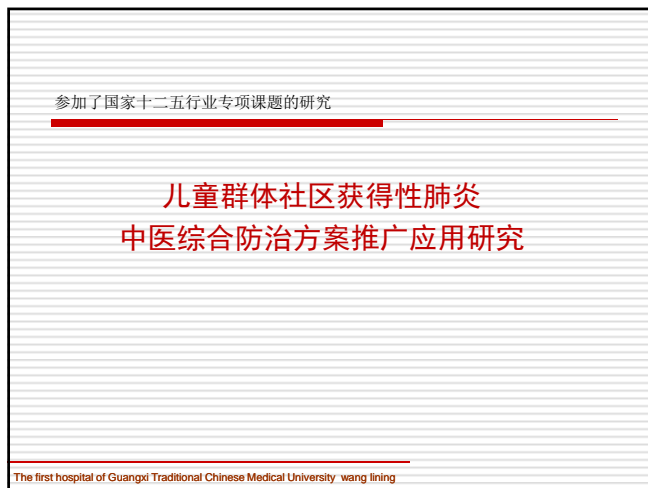 参加了国家十二五行业专项课题的研究
儿童群体社区获得性肺炎
中医综合防治方案推广应用研究
The first hospital of Guangxi Traditional Chinese Medical University wang lining